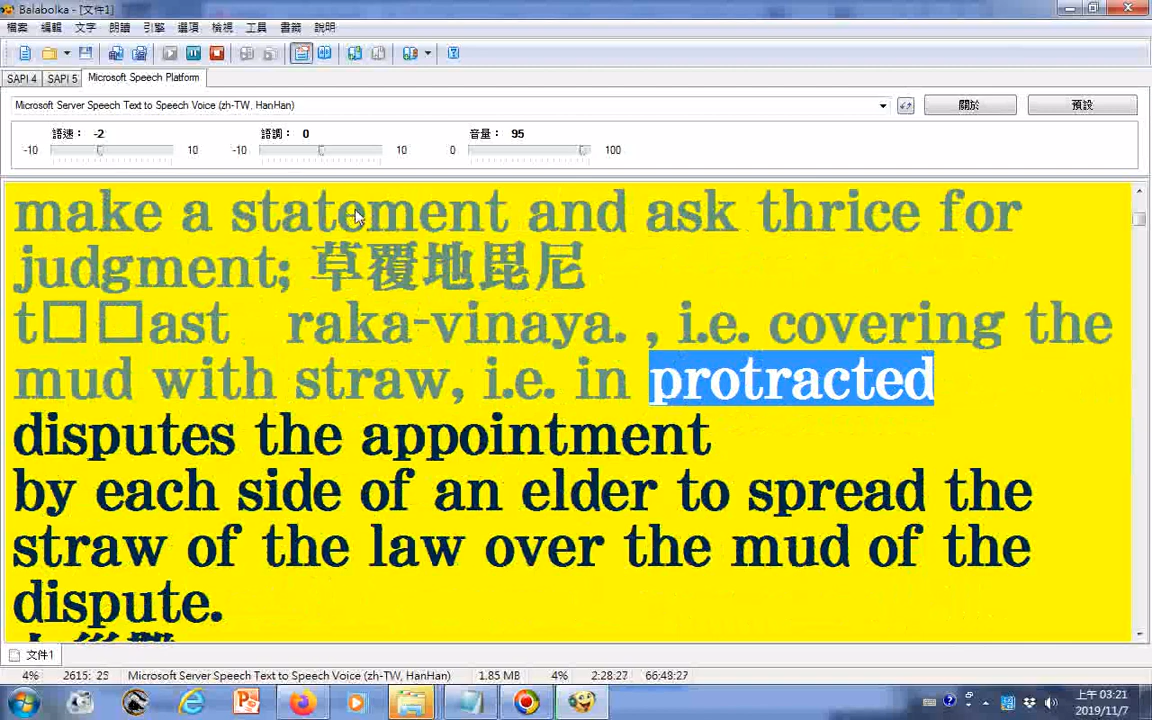 Balabolka - [文件1]
檔案 編輯 文字 朗讀 引擎 選項 檢視 工具 書籤 說明
SAPI 4 SAPI 5 Microsoft Speech Platform
Microsoft Server Speech Text to Speech Voice (zh-TW, HanHan) 關於 預設
語速： -2 語調： 0 音量： 95
-10 10 -10 10 0 100
make a statement and ask thrice for
judgment; 草覆地毘尼
t□□ast raka-vinaya. , i.e. covering the
mud with straw, i.e. in protracted
disputes the appointment
by each side of an elder to spread the
straw of the law over the mud of the
dispute.
文件1
4% 2615: 23 Microsoft Server Speech Text to Speech Voice (zh-TW, HanHan) 1.85 MB 4% 2:28:27 66:48:27
上午 03:21
2019/11/7